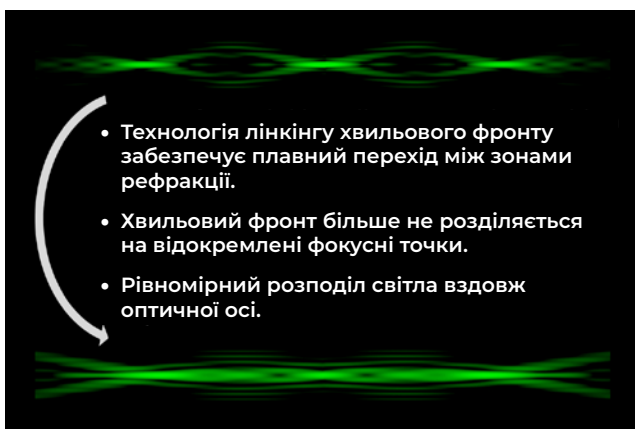 • Технологія лінкінгу хвильового фронту
забезпечує плавний перехід між зонами
рефракції.
• Хвильовий фронт більше не розділяється
на відокремлені фокусні точки.
• Рівномірний розподіл світла вздовж
оптичної осі.